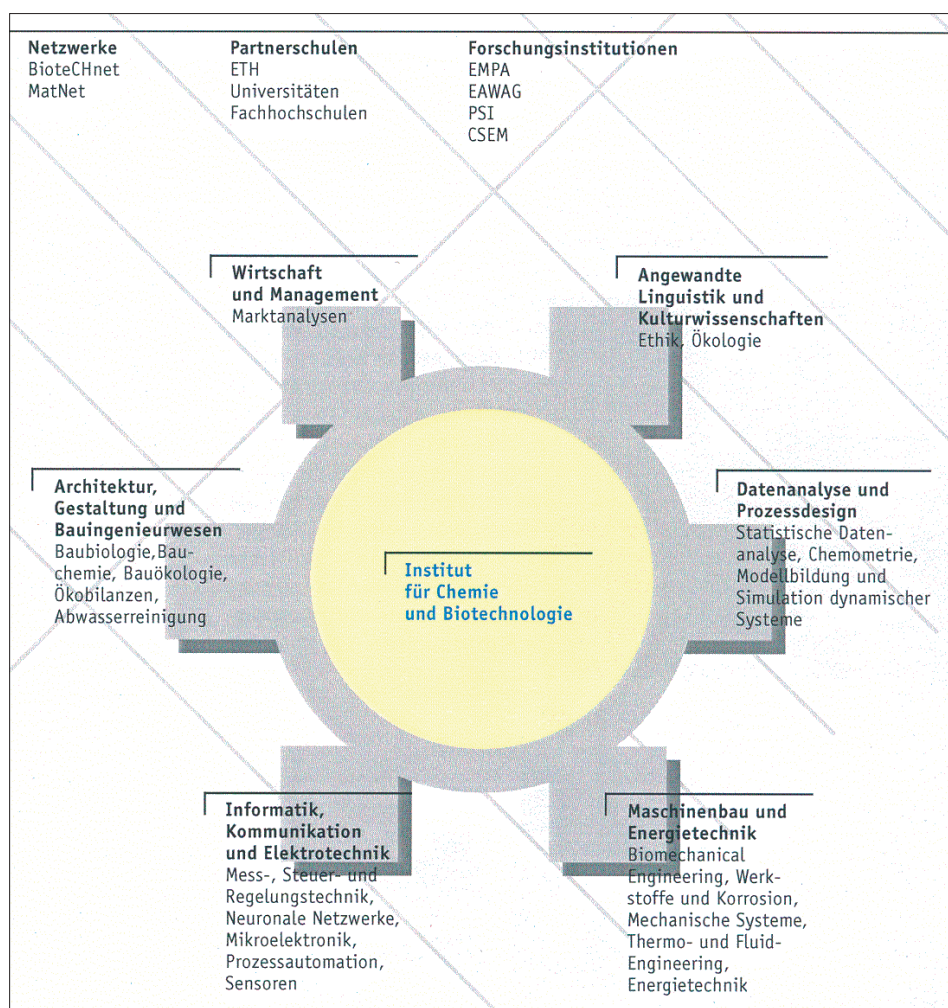 Netzwerke
BioteCHnet
MatNet
Partnerschulen
ETH
Universitäten
Fachhochschulen
Forschungsinstitutionen
EMPA
EAWAG
PSI
CSEM
Wirtschaft
und Management
Marktanalysen
Angewandte
Linguistik und
Kulturwissenschaften
Ethik, Ökologie
Architektur,
Gestaltung und
Bauingenieurwesen
Baubiologie,Bau-
chemie, Bauökologie,
Ökobilanzen,
Abwasserreinigung
Institut
für Chemie
und Biotechnologie
Datenanalyse und
Prozessdesign
Statistische Daten-
analyse, Chemometrie,
Modellbildung und
Simulation dynamischer
Systeme
Informatik,
Kommunikation
und Elektrotechnik
Mess-, Steuer- und
Regelungstechnik,
Neuronale Netzwerke,
Mikroelektronik,
Prozessautomation,
Sensoren
Maschinenbau und
Energietechnik
Biomechanical
Engineering, Werk-
stoffe und Korrosion,
Mechanische Systeme,
Thermo- und Fluid-
Engineering,
Energietechnik